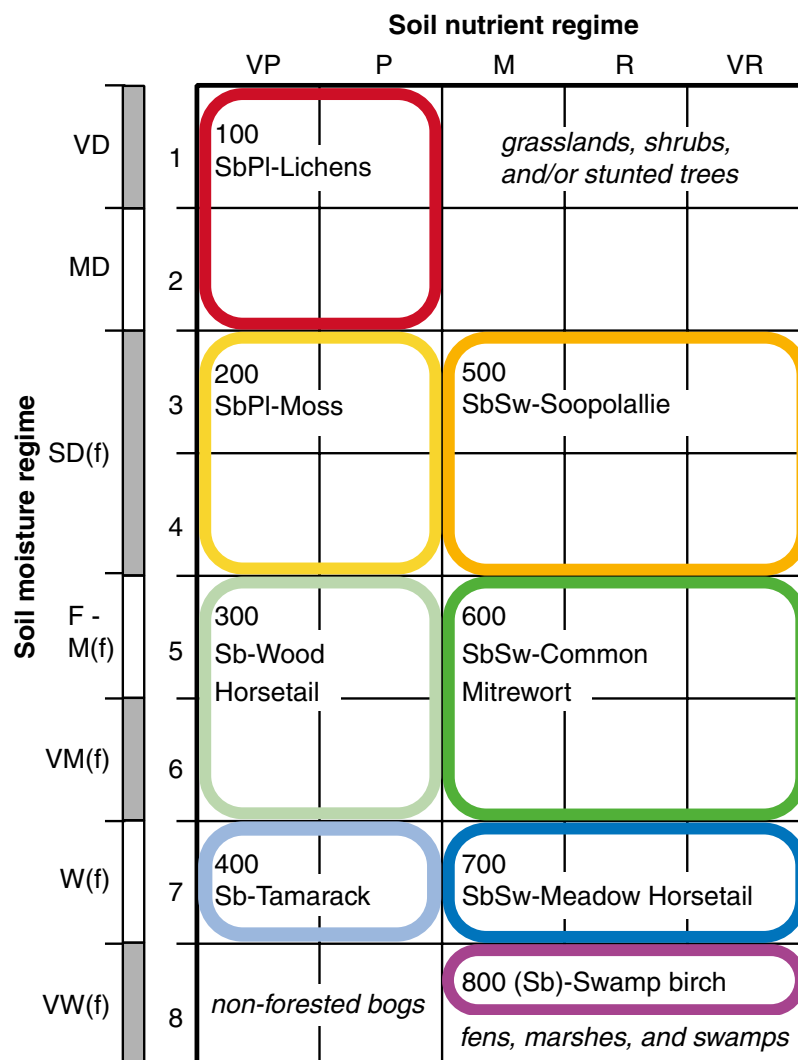 Soil nutrient regime
VP P M R VR
Soil moisture regime
VD
1
100
SbPl-Lichens
grasslands, shrubs,
and/or stunted trees
MD
2
SD(f)
3
200
SbPl-Moss
500
SbSw-Soopolallie
4
F -
M(f)
5
300
Sb-Wood
Horsetail
600
SbSw-Common
Mitrewort
VM(f)
6
W(f)
7
400
Sb-Tamarack
700
SbSw-Meadow Horsetail
VW(f)
8
non-forested bogs
800 (Sb)-Swamp birch
fens, marshes, and swamps